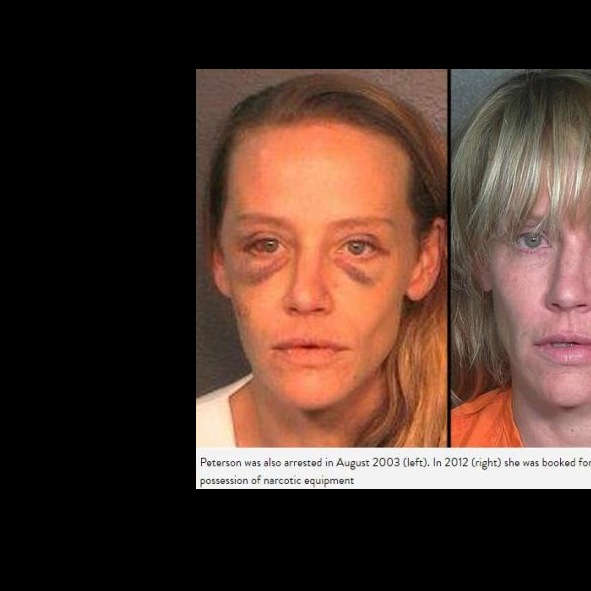 Peterson was also arrested in August 2003 (left). In 2012 (right) she was booked for
possession of narcotic equipment